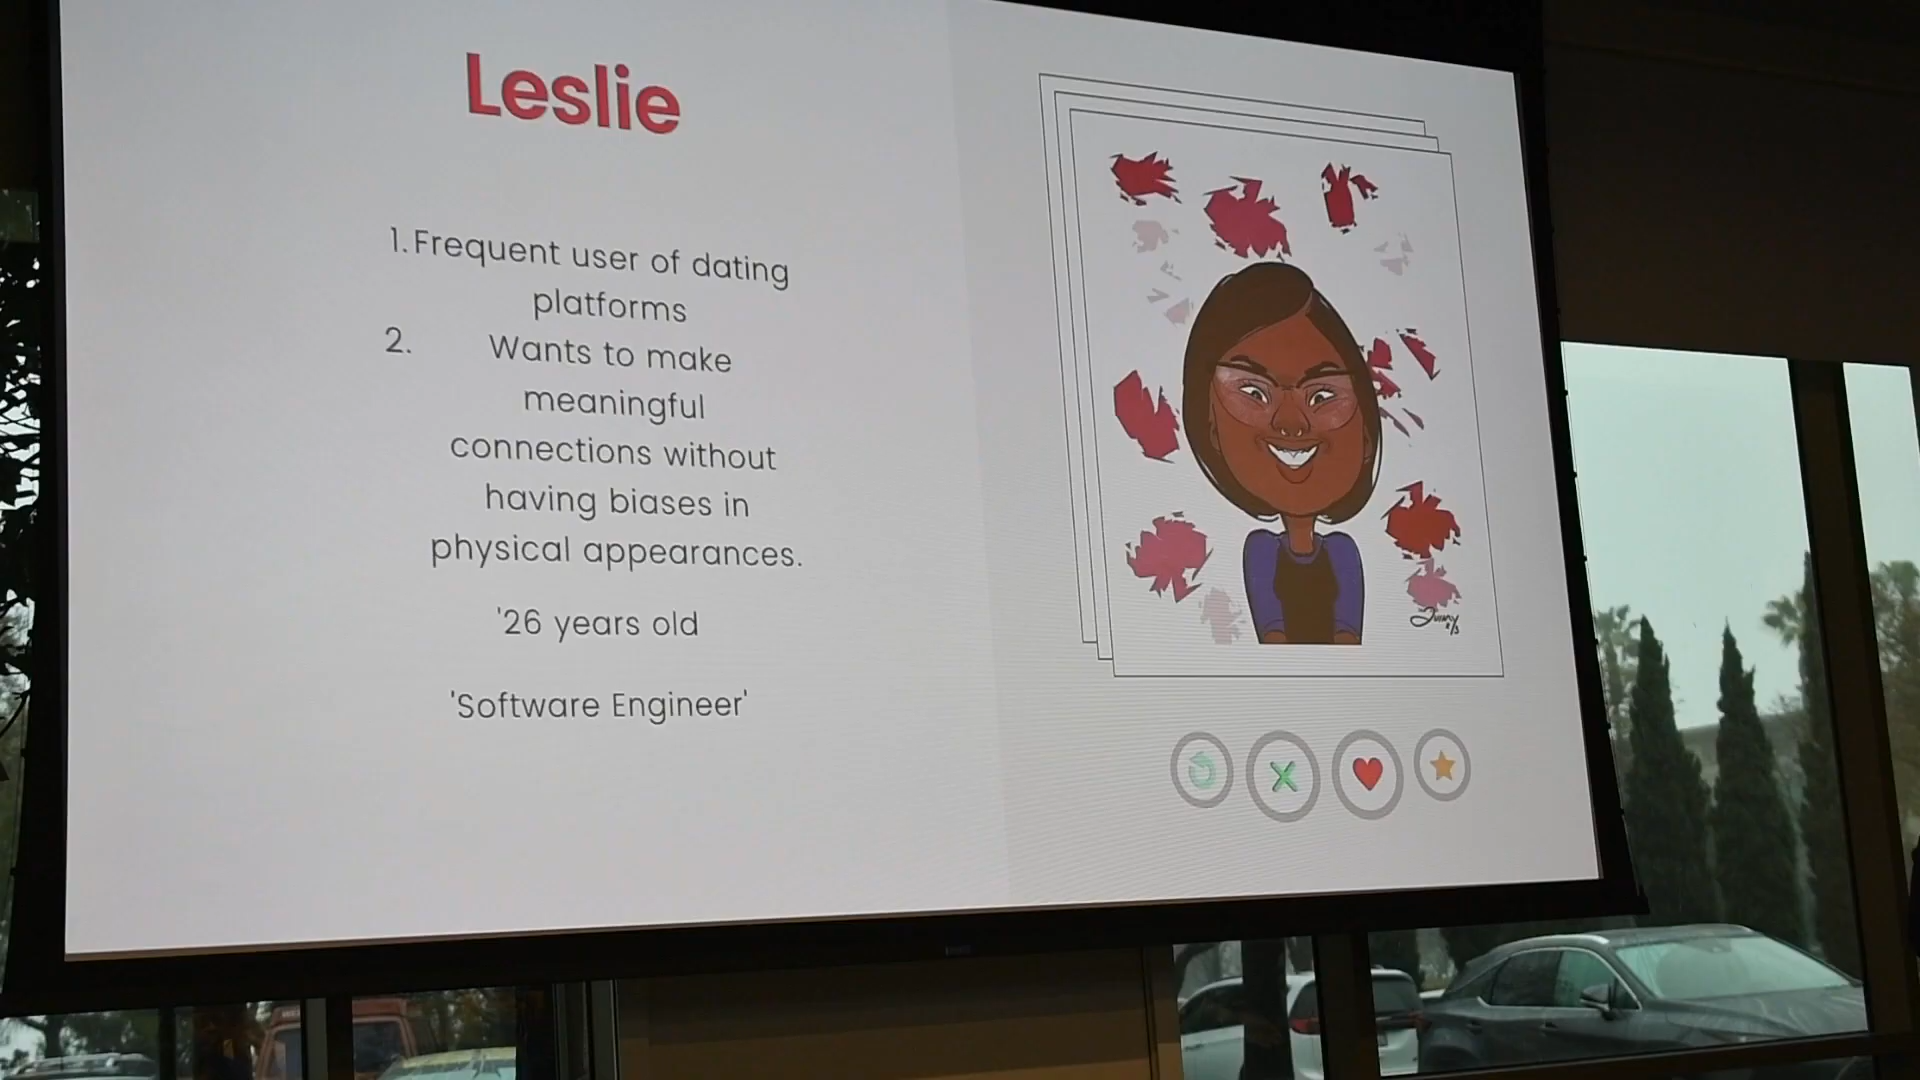 Leslie
1. Frequent user of dating
platforms
2. Wants to make
meaningful
connections without
having biases in
physical appearances.
'26 years old
'Software Engineer'